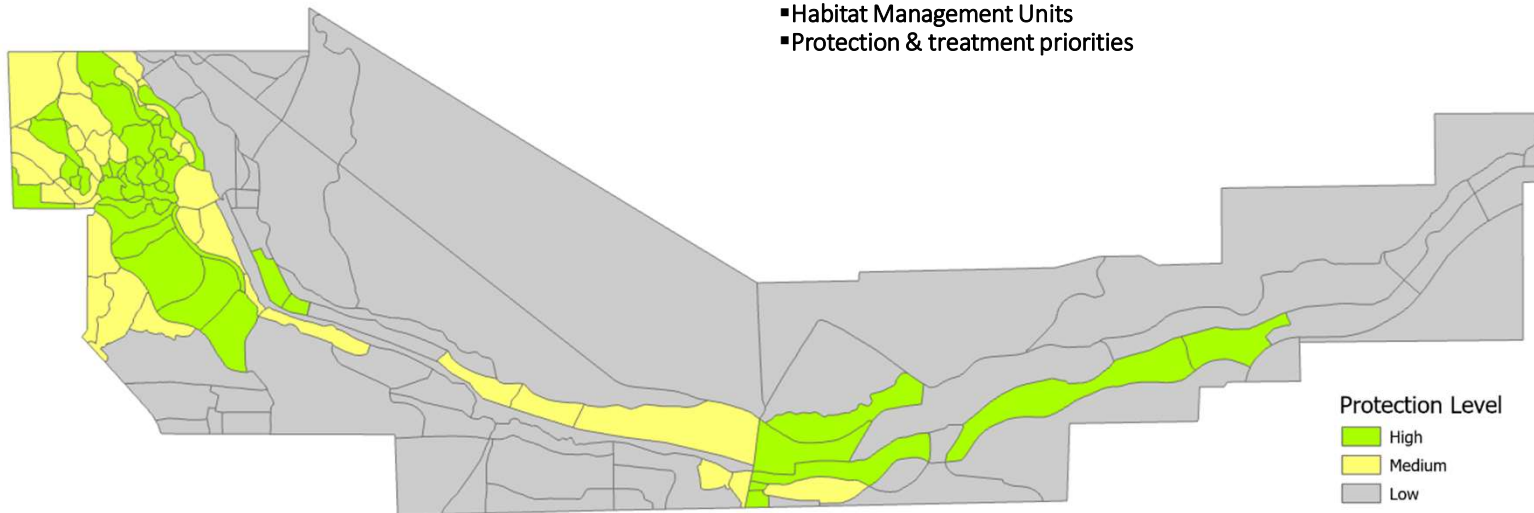 ▪Habitat Management Units
▪Protection & treatment priorities
Protection Level
High
Medium
Low